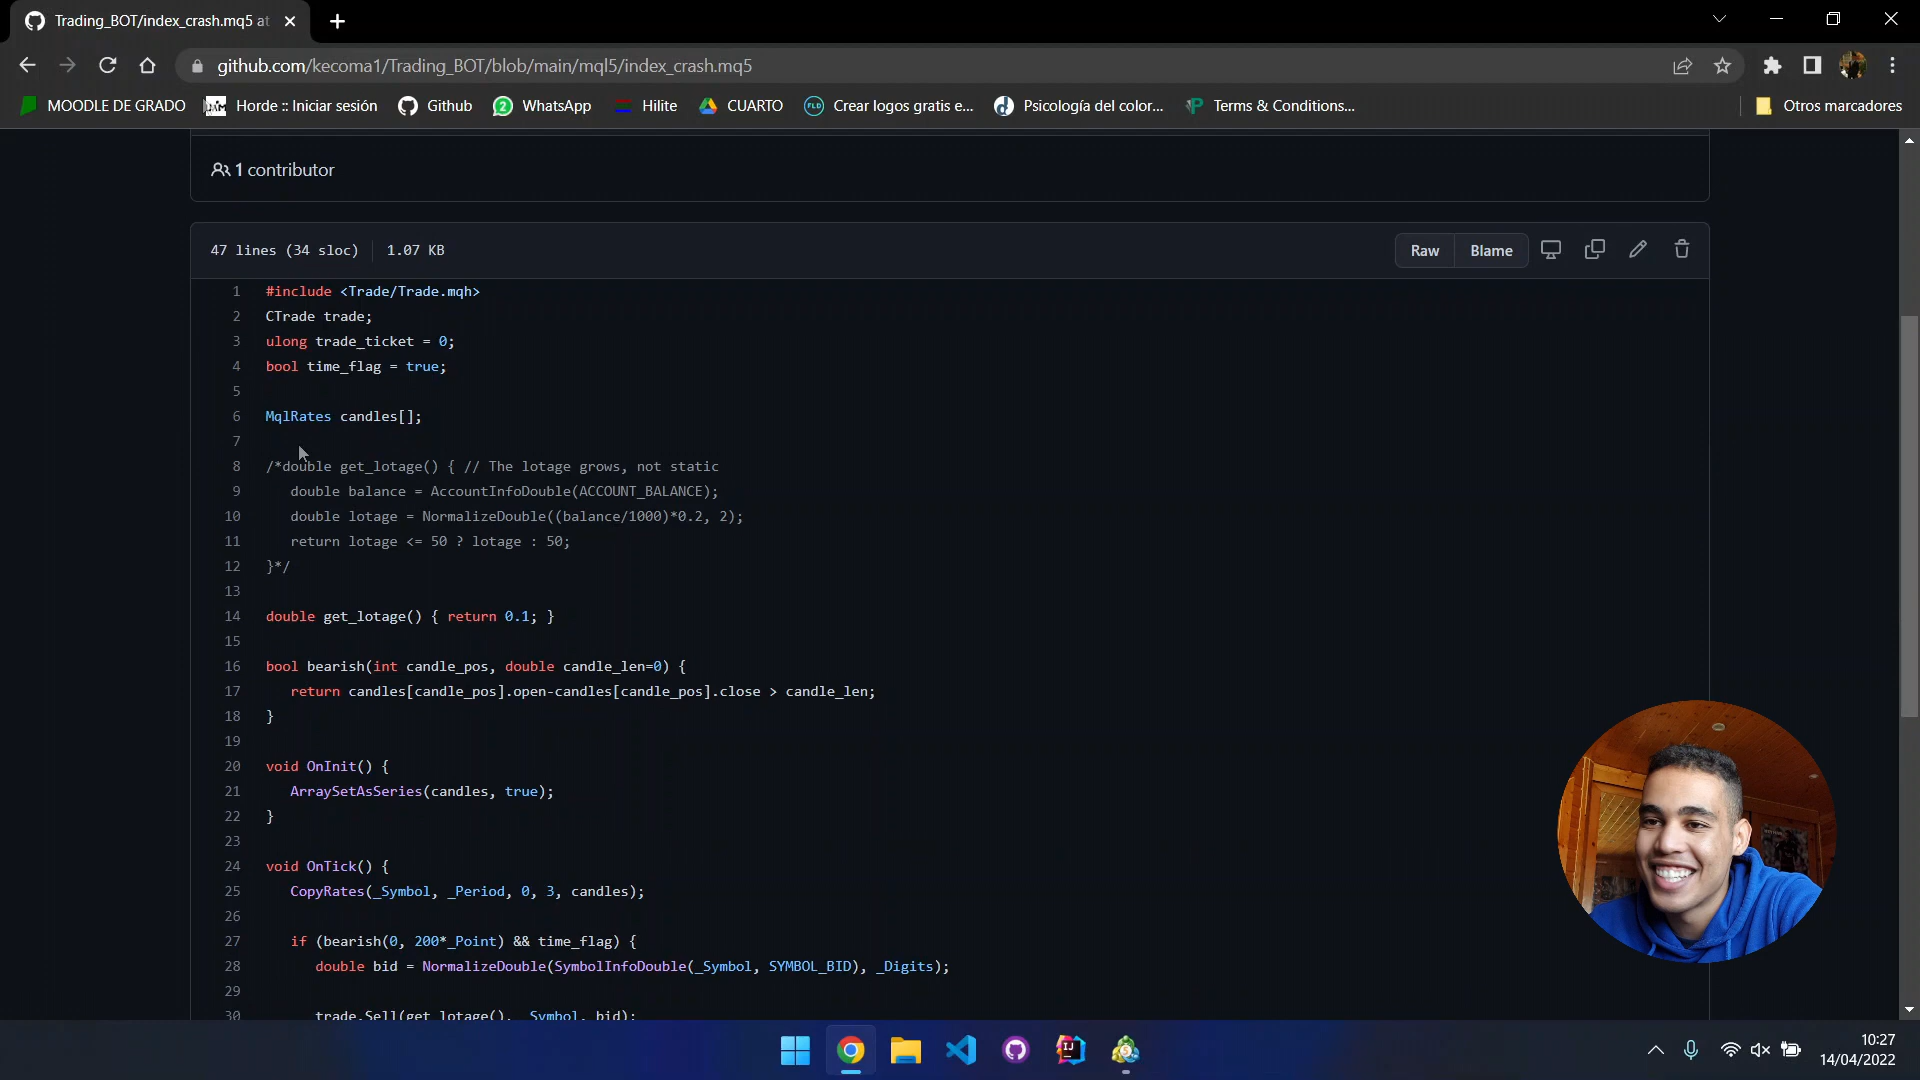 Trading_BOT/index_crash.mq5 at
github.com/kecoma1/Trading_BOT/blob/main/mql5/index_crash.mq5
MOODLE DE GRADO
Horde :: Iniciar sesión
Github
WhatsApp
Hilite
CUARTO
Crear logos gratis e...
Psicología del color...
Terms & Conditions...
Otros marcadores
1 contributor
47 lines (34 sloc)
1.07 KB
Raw
Blame
1 #include <Trade/Trade.mqh>
2 CTrade trade;
3 ulong trade_ticket = 0;
4 bool time_flag = true;
5
6 MqlRates candles[];
7
8 /*double get_lotage() { // The lotage grows, not static
9 double balance = AccountInfoDouble(ACCOUNT_BALANCE);
10 double lotage = NormalizeDouble((balance/1000)*0.2, 2);
11 return lotage <= 50 ? lotage : 50;
12 }*/
13
14 double get_lotage() { return 0.1; }
15
16 bool bearish(int candle_pos, double candle_len=0) {
17 return candles[candle_pos].open-candles[candle_pos].close > candle_len;
18 }
19
20 void OnInit() {
21 ArraySetAsSeries(candles, true);
22 }
23
24 void OnTick() {
25 CopyRates(_Symbol, _Period, 0, 3, candles);
26
27 if (bearish(0, 200*_Point) && time_flag) {
28 double bid = NormalizeDouble(SymbolInfoDouble(_Symbol, SYMBOL_BID), _Digits);
29
30 trade.Sell(get_lotage(), _Symbol, bid);
10:27
14/04/2022